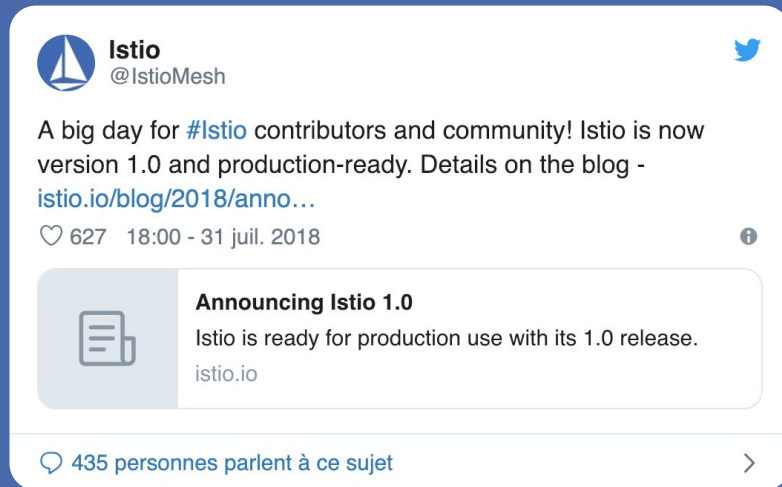 Istio
@IstioMesh
A big day for #Istio contributors and community! Istio is now
version 1.0 and production-ready. Details on the blog -
istio.io/blog/2018/anno…
627 18:00 - 31 juil. 2018
Announcing Istio 1.0
Istio is ready for production use with its 1.0 release.
istio.io
435 personnes parlent à ce sujet